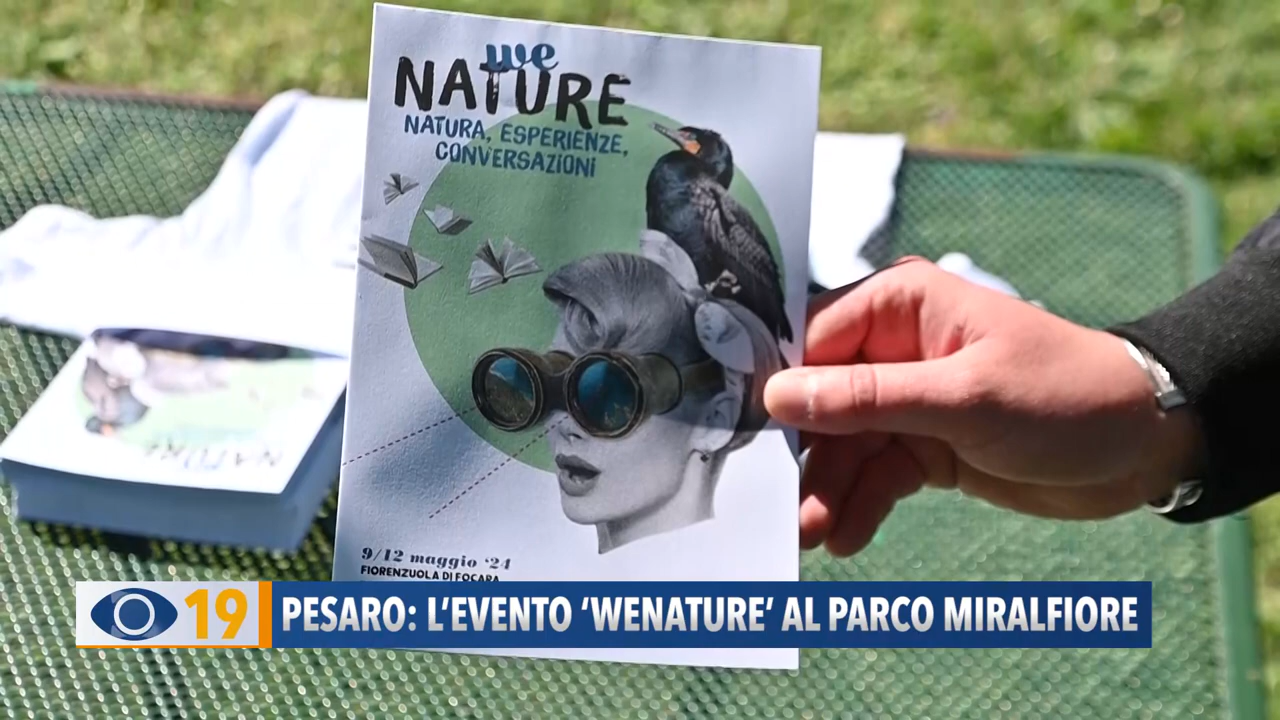 we
NATURE
NATURA, ESPERIENZE,
CONVERSAZIONI
9/12 maggio '24
FIORENZUOLA DI FOCARA
19
PESARO: L'EVENTO ‘WENATURE’ AL PARCO MIRALFIORE
NATURE